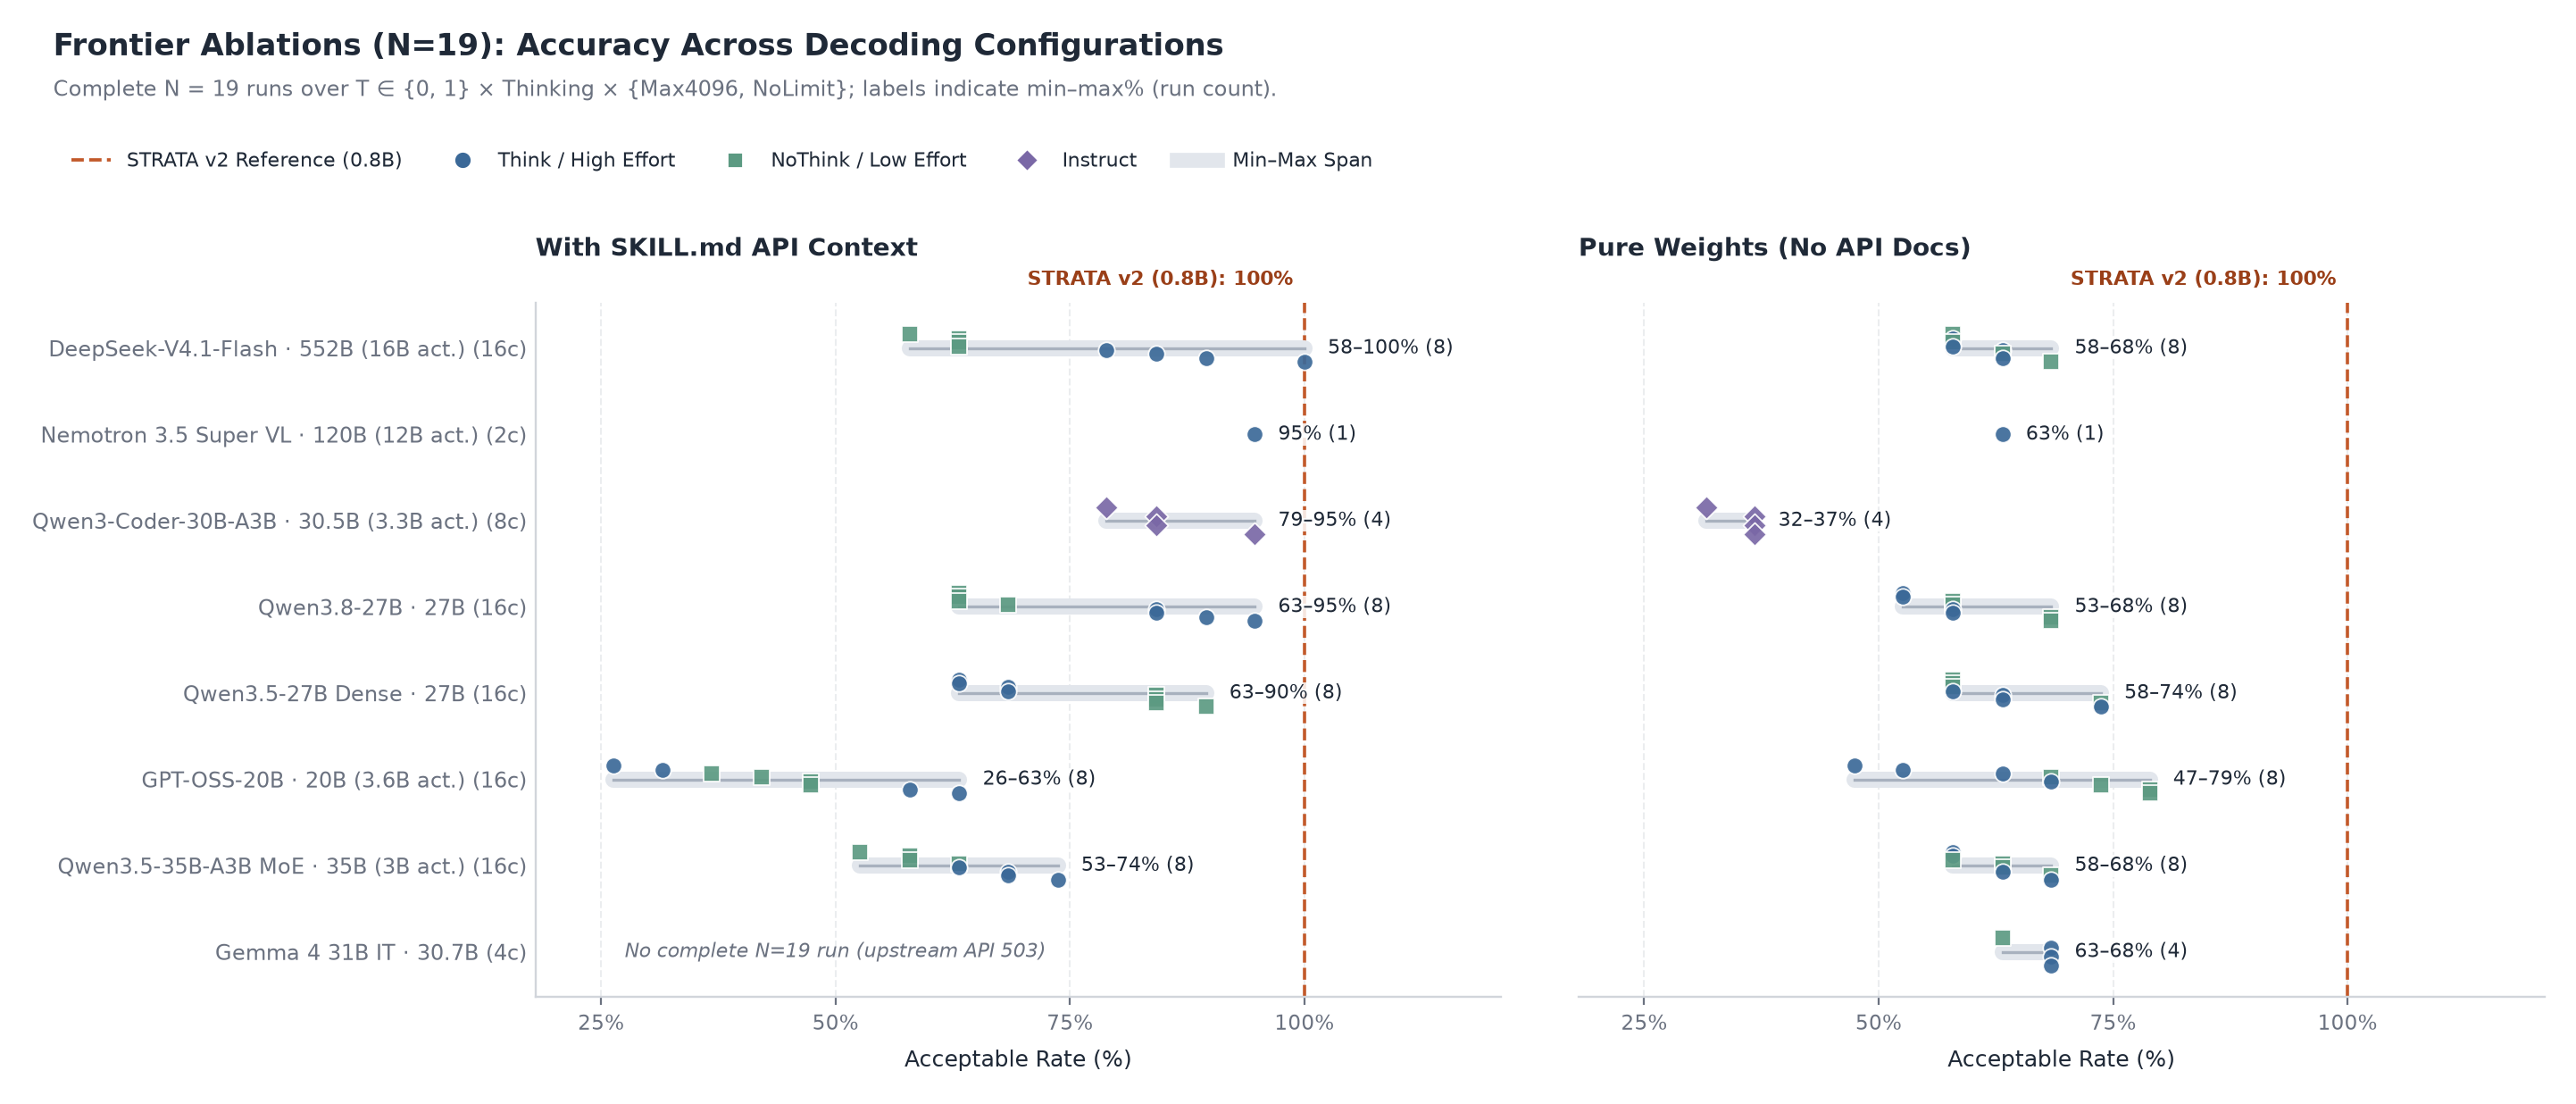 Frontier Ablations (N=19): Accuracy Across Decoding Configurations
Complete N = 19 runs over T ∈ {0, 1} × Thinking × {Max4096, NoLimit}; labels indicate min–max% (run count).
STRATA v2 Reference (0.8B)
Think / High Effort
NoThink / Low Effort
Instruct
Min–Max Span
With SKILL.md API Context
STRATA v2 (0.8B): 100%
DeepSeek-V4.1-Flash · 552B (16B act.) (16c)
58–100% (8)
Nemotron 3.5 Super VL · 120B (12B act.) (2c)
95% (1)
Qwen3-Coder-30B-A3B · 30.5B (3.3B act.) (8c)
79–95% (4)
Qwen3.8-27B · 27B (16c)
63–95% (8)
Qwen3.5-27B Dense · 27B (16c)
63–90% (8)
GPT-OSS-20B · 20B (3.6B act.) (16c)
26–63% (8)
Qwen3.5-35B-A3B MoE · 35B (3B act.) (16c)
53–74% (8)
Gemma 4 31B IT · 30.7B (4c)
No complete N=19 run (upstream API 503)
25%
50%
75%
100%
Acceptable Rate (%)
Pure Weights (No API Docs)
STRATA v2 (0.8B): 100%
58–68% (8)
63% (1)
32–37% (4)
53–68% (8)
58–74% (8)
47–79% (8)
58–68% (8)
63–68% (4)
25%
50%
75%
100%
Acceptable Rate (%)